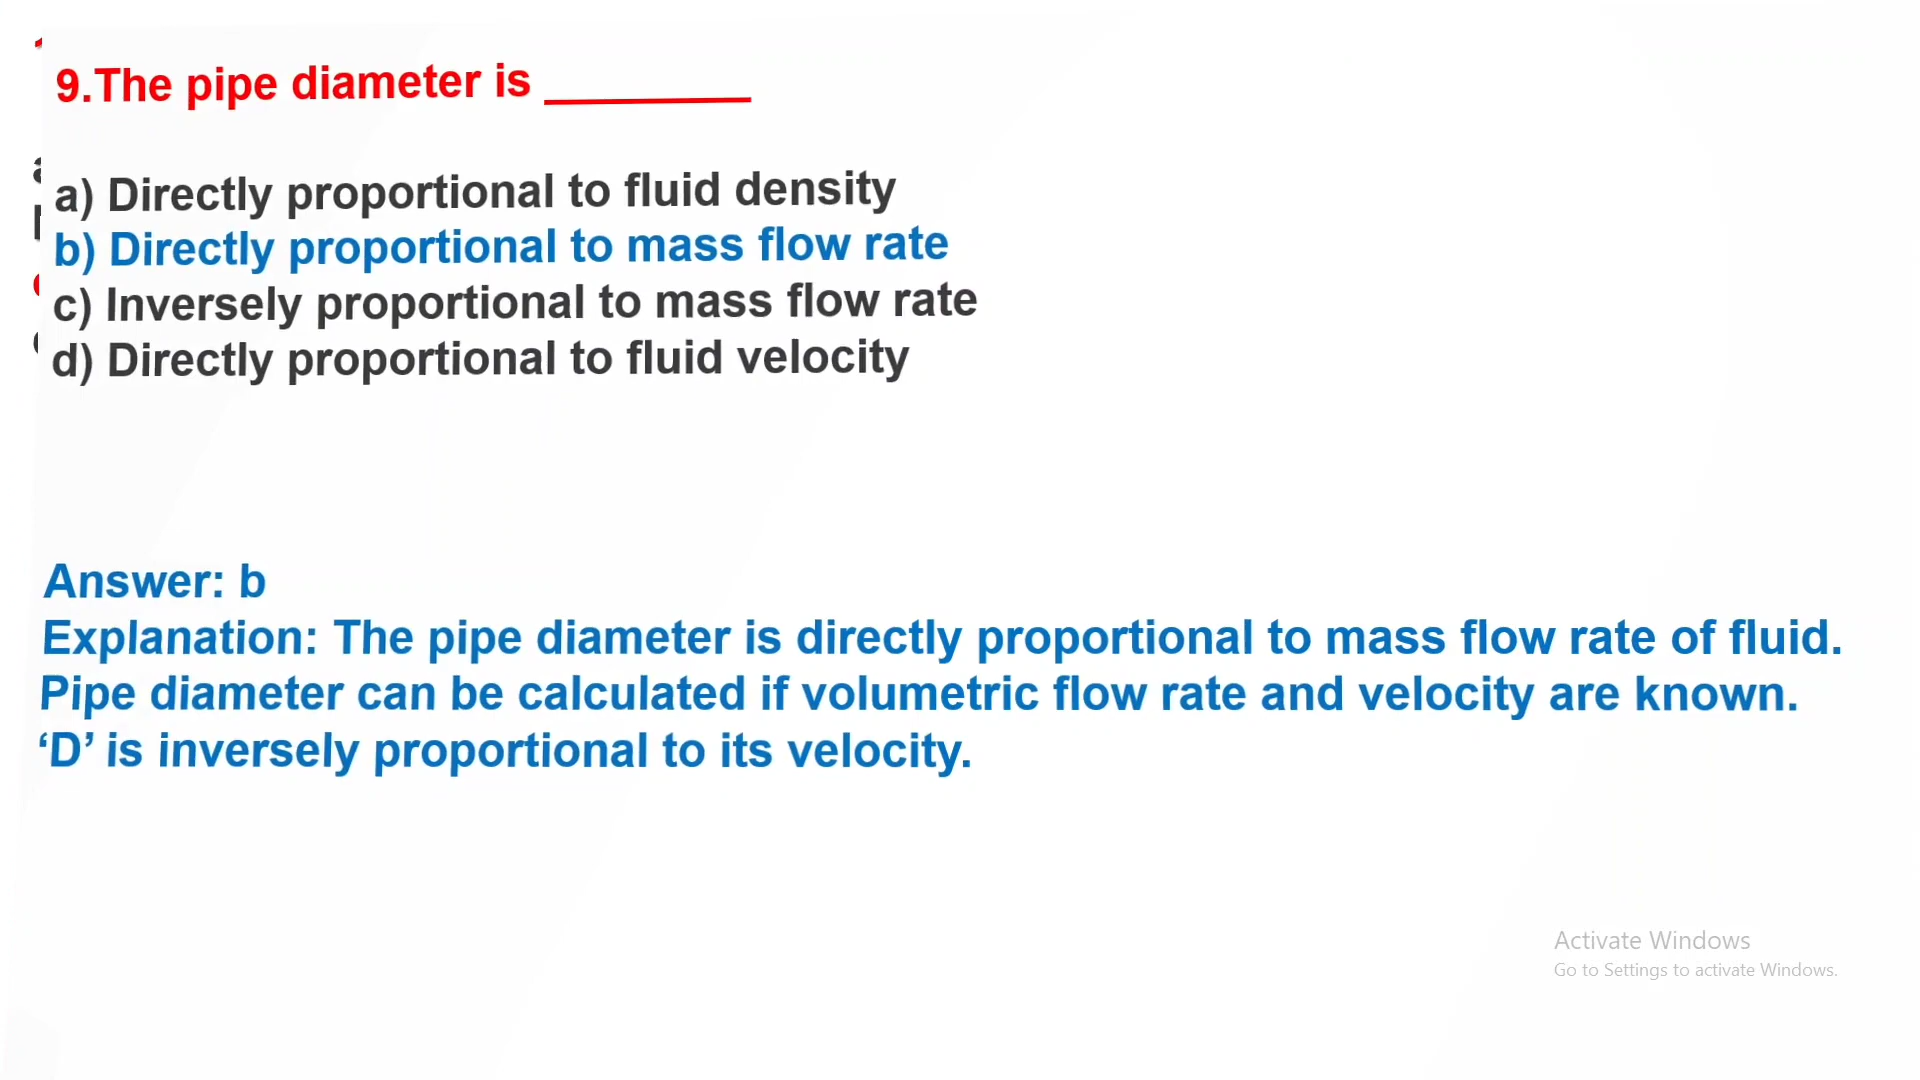 9.The pipe diameter is _________
a) Directly proportional to fluid density
b) Directly proportional to mass flow rate
c) Inversely proportional to mass flow rate
d) Directly proportional to fluid velocity
Answer: b
Explanation: The pipe diameter is directly proportional to mass flow rate of fluid.
Pipe diameter can be calculated if volumetric flow rate and velocity are known.
‘D’ is inversely proportional to its velocity.
Activate Windows
Go to Settings to activate Windows.